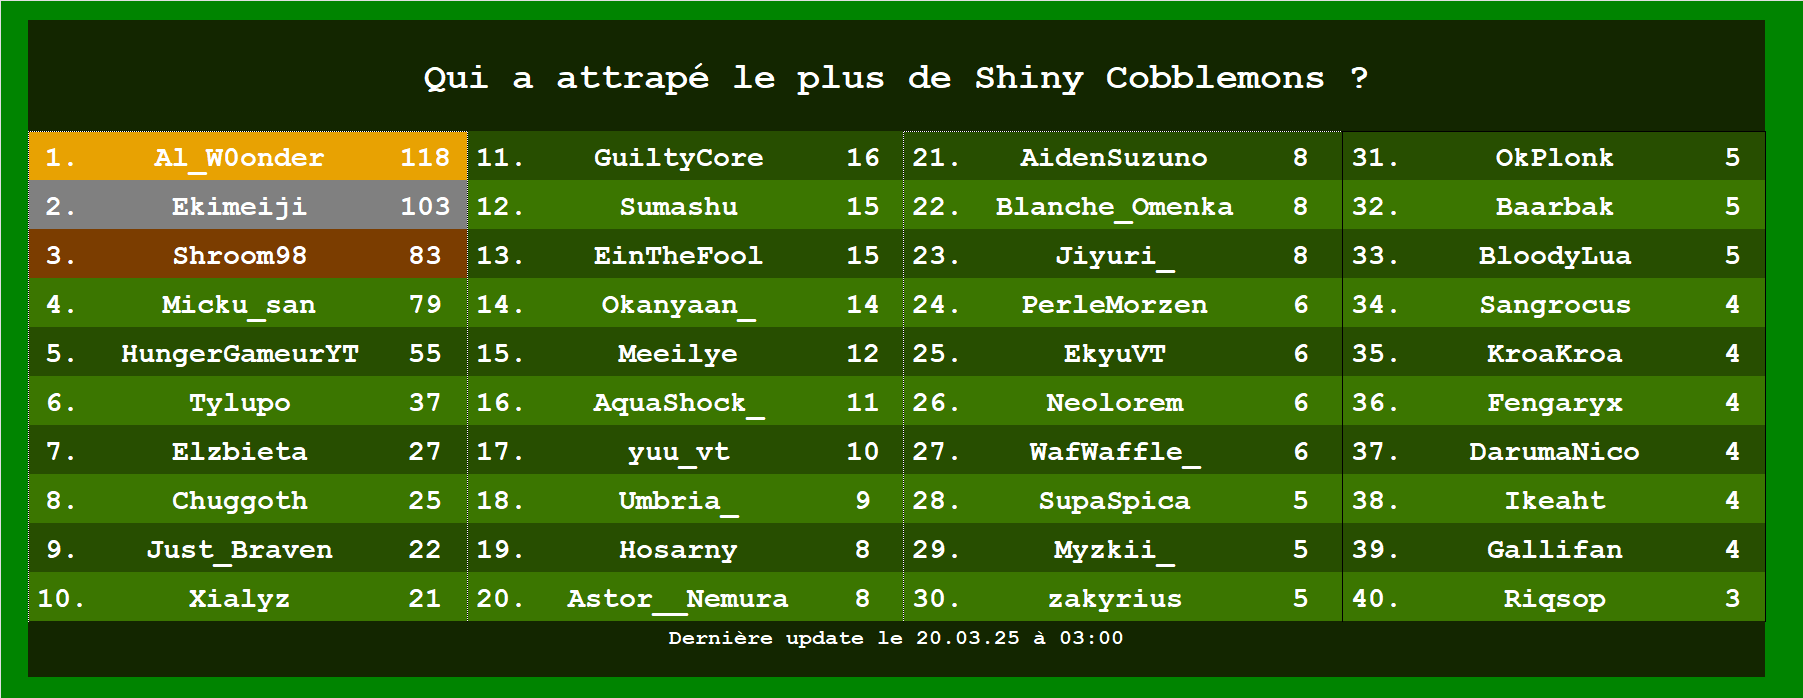 Qui a attrapé le plus de Shiny Cobblemons ?
1. Al_W0onder 118
2. Ekimeiji 103
3. Shroom98 83
4. Micku_san 79
5. HungerGameurYT 55
6. Tylupo 37
7. Elzbieta 27
8. Chuggoth 25
9. Just_Braven 22
10. Xialyz 21
11. GuiltyCore 16
12. Sumashu 15
13. EinTheFool 15
14. Okanyaan_ 14
15. Meeilye 12
16. AquaShock_ 11
17. yuu_vt 10
18. Umbria_ 9
19. Hosarny 8
20. Astor__Nemura 8
21. AidenSuzuno 8
22. Blanche_Omenka 8
23. Jiyuri_ 8
24. PerleMorzen 6
25. EkyuVT 6
26. Neolorem 6
27. WafWaffle_ 6
28. SupaSpica 5
29. Myzkii_ 5
30. zakyrius 5
31. OkPlonk 5
32. Baarbak 5
33. BloodyLua 5
34. Sangrocus 4
35. KroaKroa 4
36. Fengaryx 4
37. DarumaNico 4
38. Ikeaht 4
39. Gallifan 4
40. Riqsop 3
Dernière update le 20.03.25 à 03:00